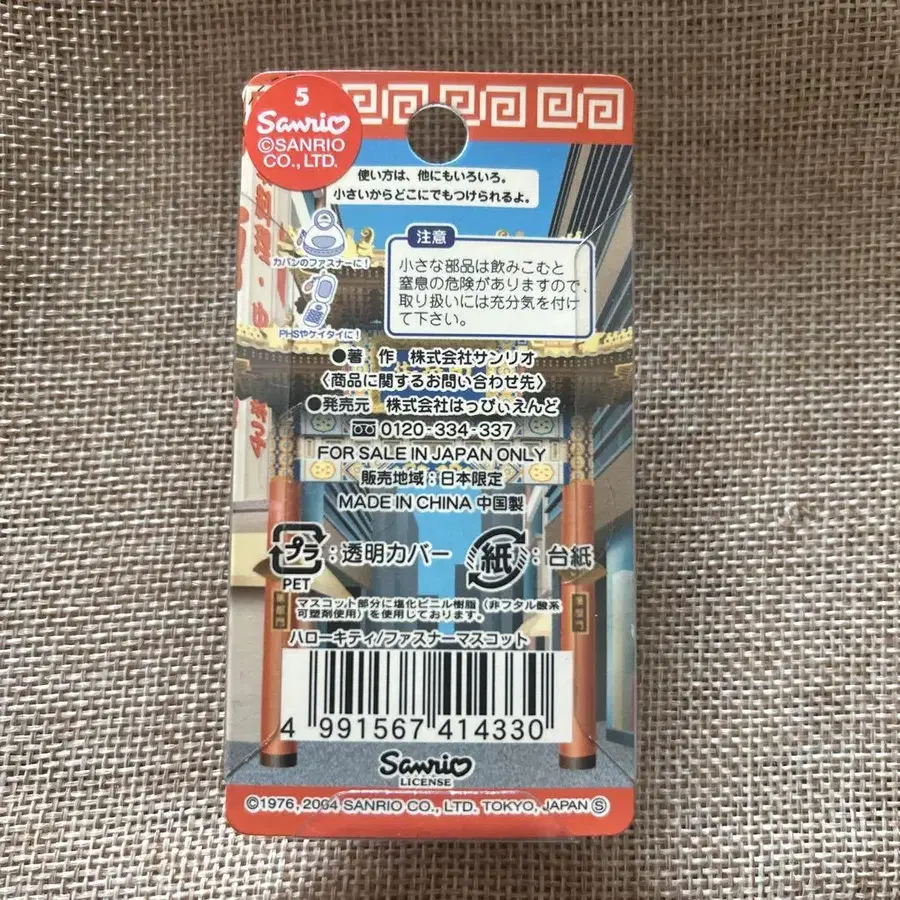 5
Sanrio
©SANRIO
CO., LTD.
使い方は、他にもいろいろ。
小さいからどこにでもつけられるよ。
カバンのファスナーに！
PHSやケイタイに！
注意
小さな部品は飲みこむと
窒息の危険がありますので、
取り扱いには充分気を付け
て下さい。
●著 作 株式会社サンリオ
〈商品に関するお問い合わせ先〉
●発売元 株式会社はっぴぃえんど
0120-334-337
FOR SALE IN JAPAN ONLY
販売地域：日本限定
MADE IN CHINA 中国製
プラ：透明カバー
PET
紙：台紙
マスコット部分に塩化ビニル樹脂（非フタル酸系
可塑剤使用）を使用しております。
ハローキティ/ファスナーマスコット
4 991567 414330
Sanrio
LICENSE
©1976, 2004 SANRIO CO., LTD. TOKYO, JAPAN Ⓢ